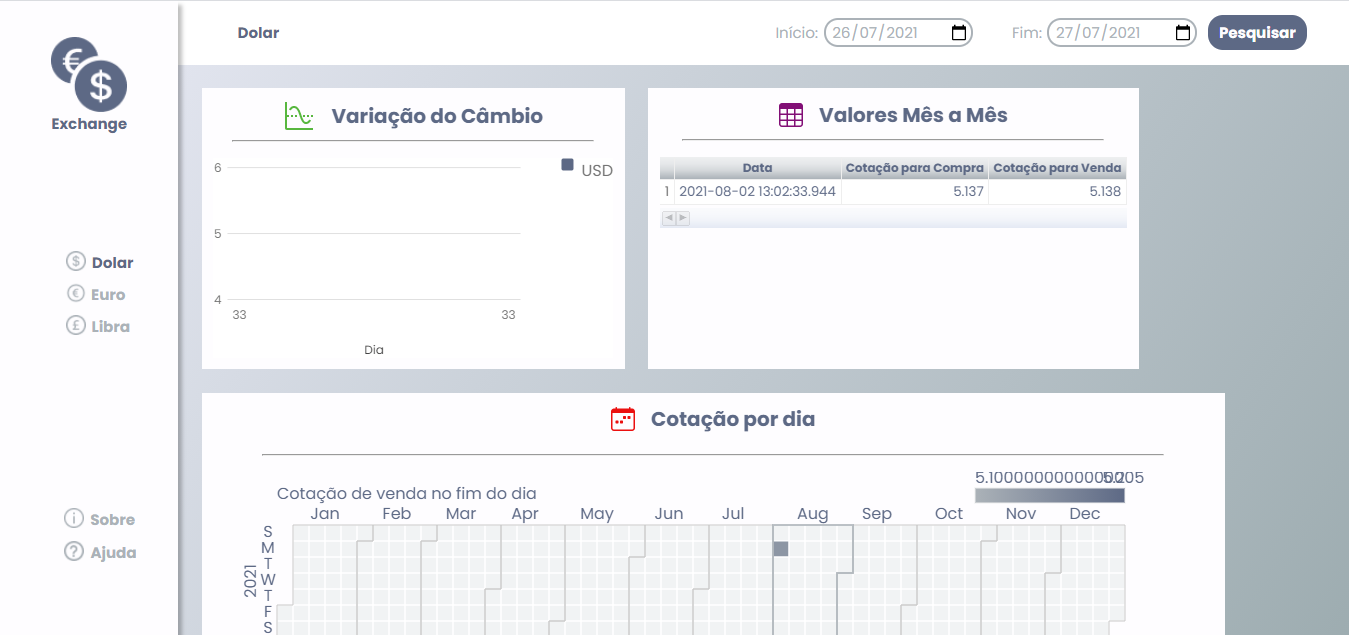 Exchange
Dolar
Euro
Libra
Sobre
Ajuda
Dolar
Início: 26/07/2021
Fim: 27/07/2021
Pesquisar
Variação do Câmbio
6
5
4
33 33
Dia
USD
Valores Mês a Mês
Data Cotação para Compra Cotação para Venda
1 2021-08-02 13:02:33.944 5.137 5.138
Cotação por dia
Cotação de venda no fim do dia
Jan Feb Mar Apr May Jun Jul Aug Sep Oct Nov Dec
2021
S
M
T
W
T
F
S